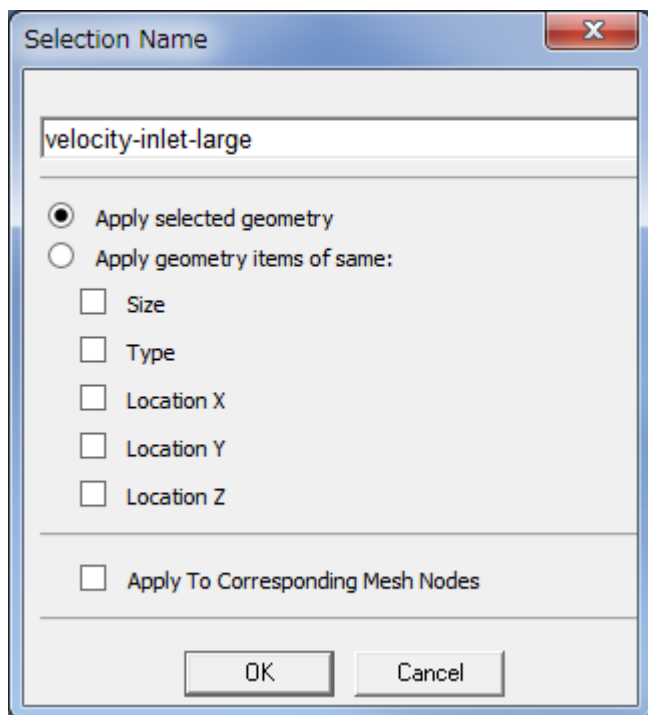 Selection Name
velocity-inlet-large
Apply selected geometry
Apply geometry items of same:
Size
Type
Location X
Location Y
Location Z
Apply To Corresponding Mesh Nodes
OK
Cancel